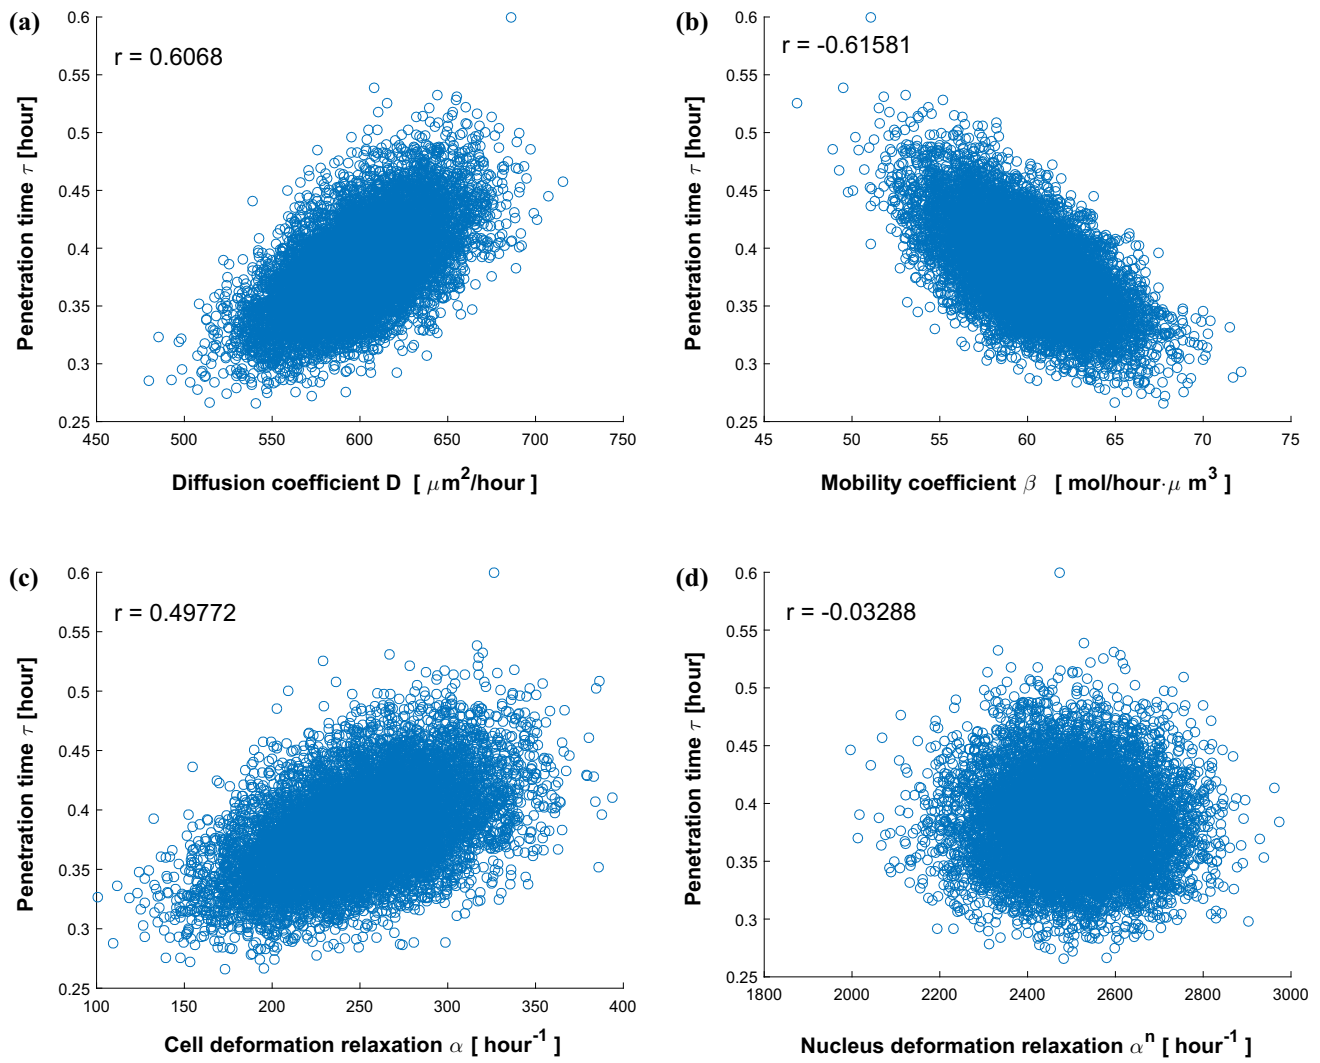 (a)
r = 0.6068
Penetration time τ [hour]
0.6
0.55
0.5
0.45
0.4
0.35
0.3
0.25
450 500 550 600 650 700 750
Diffusion coefficient D [ μm²/hour ]
(b)
r = -0.61581
Penetration time τ [hour]
0.6
0.55
0.5
0.45
0.4
0.35
0.3
0.25
45 50 55 60 65 70 75
Mobility coefficient β [ mol/hour·μ m³ ]
(c)
r = 0.49772
Penetration time τ [hour]
0.6
0.55
0.5
0.45
0.4
0.35
0.3
0.25
100 150 200 250 300 350 400
Cell deformation relaxation α [ hour⁻¹ ]
(d)
r = -0.03288
Penetration time τ [hour]
0.6
0.55
0.5
0.45
0.4
0.35
0.3
0.25
1800 2000 2200 2400 2600 2800 3000
Nucleus deformation relaxation αⁿ [ hour⁻¹ ]